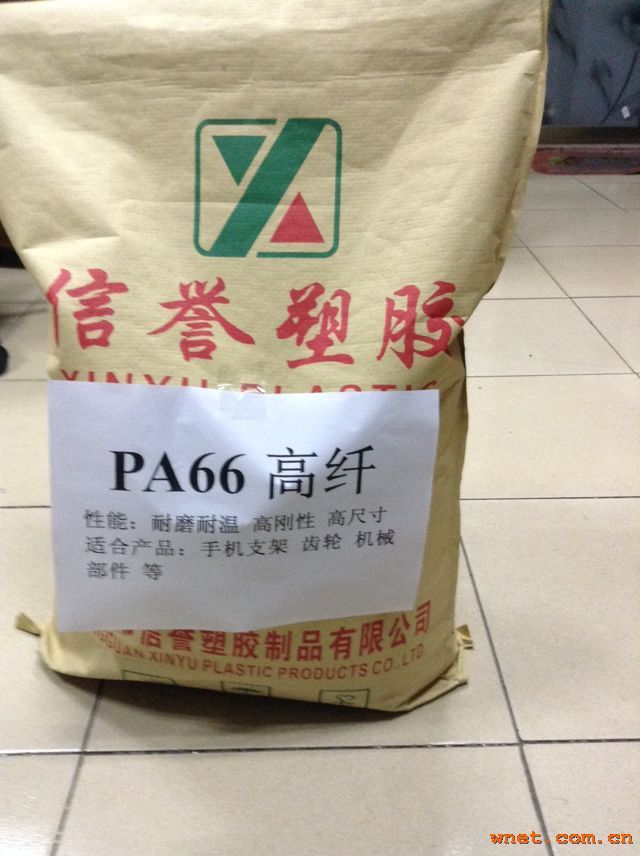 信誉塑胶
XINYU PLASTIC
PA66 高纤
性能：耐磨耐温 高刚性 高尺寸
适合产品：手机支架 齿轮 机械
部件 等
信誉塑胶制品有限公司
XINYU PLASTIC PRODUCTS CO.,LTD.
wnet.com.cn